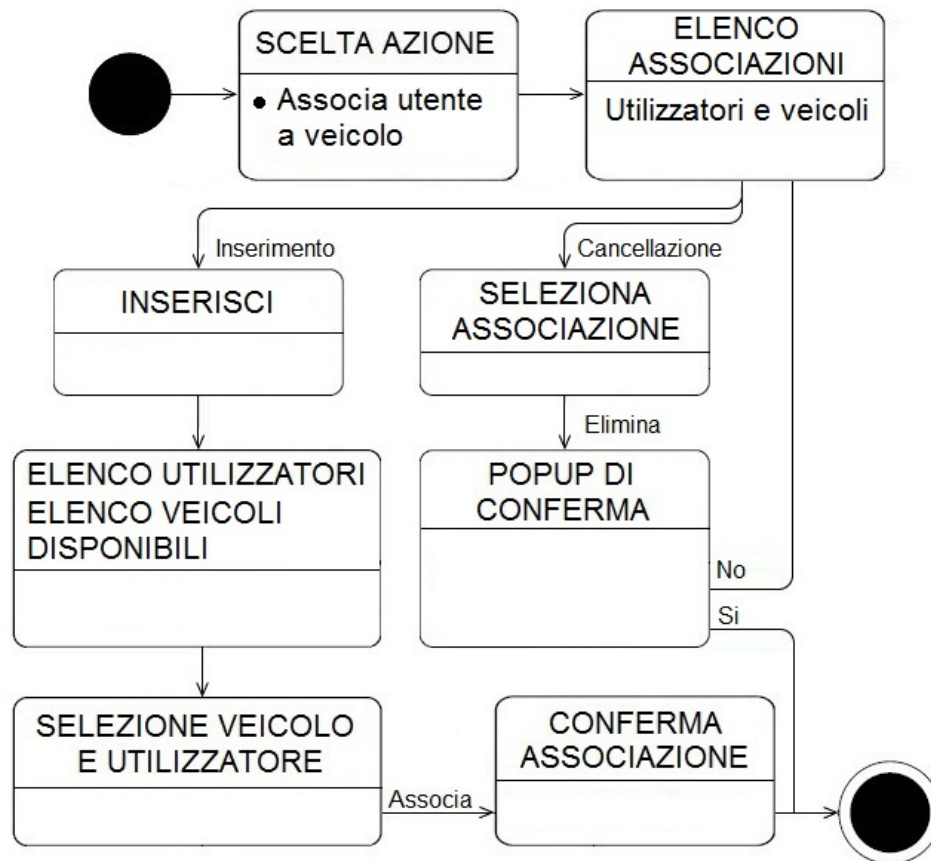 SCELTA AZIONE
• Associa utente
a veicolo
ELENCO
ASSOCIAZIONI
Utilizzatori e veicoli
Inserimento
Cancellazione
INSERISCI
SELEZIONA
ASSOCIAZIONE
Elimina
ELENCO UTILIZZATORI
ELENCO VEICOLI
DISPONIBILI
POPUP DI
CONFERMA
No
Si
SELEZIONE VEICOLO
E UTILIZZATORE
Associa
CONFERMA
ASSOCIAZIONE